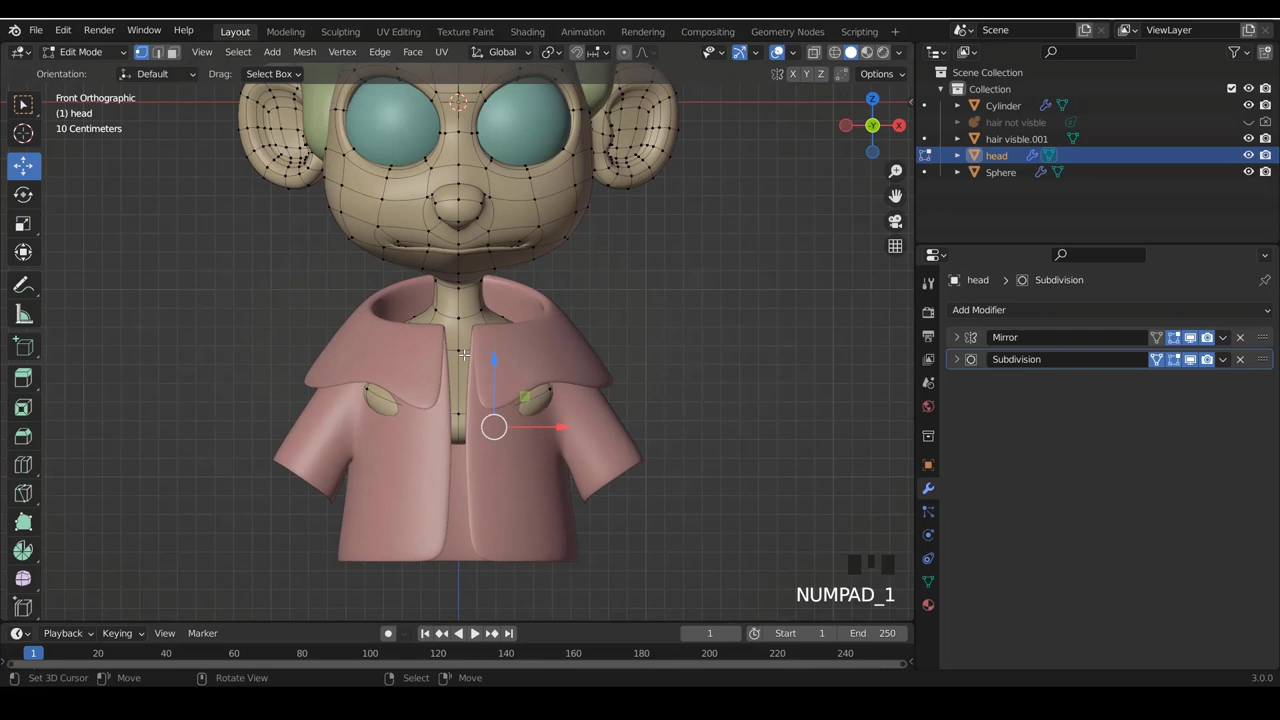 File Edit Render Window Help Layout Modeling Sculpting UV Editing Texture Paint Shading Animation Rendering Compositing Geometry Nodes Scripting Scene ViewLayer
Edit Mode View Select Add Mesh Vertex Edge Face UV Global
Orientation: Default Drag: Select Box X Y Z Options
Front Orthographic
(1) head
10 Centimeters
Z
-Y X
NUMPAD_1
Scene Collection
Collection
Cylinder
hair not visble
hair visble.001
head
Sphere
head > Subdivision
Add Modifier
Mirror
Subdivision
Playback Keying View Marker 1 Start 1 End 250
1 20 40 60 80 100 120 140 160 180 200 220 240
Set 3D Cursor Move Rotate View Select Move 3.0.0